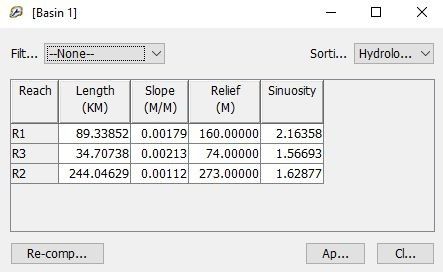 [Basin 1]
Filt... --None-- Sorti... Hydrolo...
Reach Length (KM) Slope (M/M) Relief (M) Sinuosity
R1 89.33852 0.00179 160.00000 2.16358
R3 34.70738 0.00213 74.00000 1.56693
R2 244.04629 0.00112 273.00000 1.62877
Re-comp... Ap... Cl...